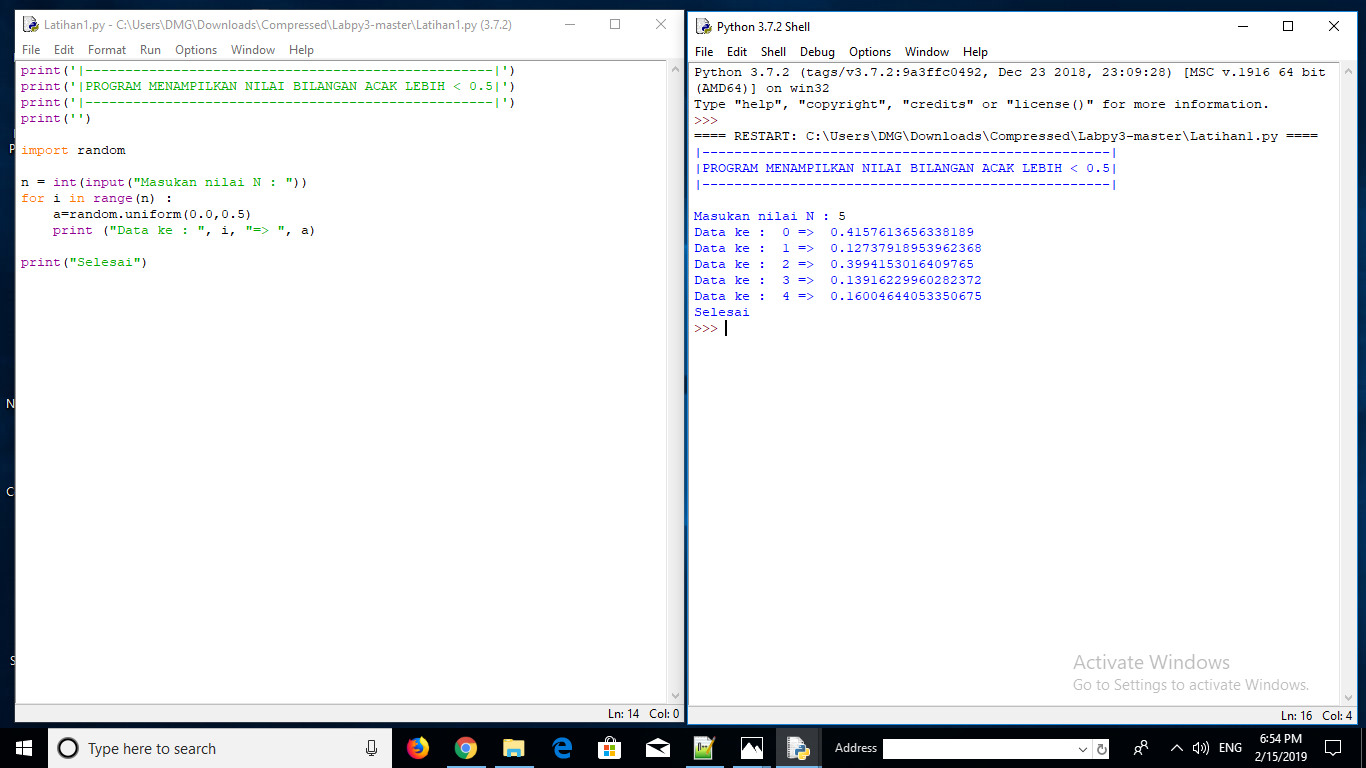 Latihan1.py - C:\Users\DMG\Downloads\Compressed\Labpy3-master\Latihan1.py (3.7.2)
File Edit Format Run Options Window Help
print('|---------------------------------------------------|')
print('|PROGRAM MENAMPILKAN NILAI BILANGAN ACAK LEBIH < 0.5|')
print('|---------------------------------------------------|')
print('')
import random
n = int(input("Masukan nilai N : "))
for i in range(n) :
    a=random.uniform(0.0,0.5)
    print ("Data ke : ", i, "=> ", a)
print("Selesai")
Ln: 14 Col: 0
Python 3.7.2 Shell
File Edit Shell Debug Options Window Help
Python 3.7.2 (tags/v3.7.2:9a3ffc0492, Dec 23 2018, 23:09:28) [MSC v.1916 64 bit
(AMD64)] on win32
Type "help", "copyright", "credits" or "license()" for more information.
>>>
==== RESTART: C:\Users\DMG\Downloads\Compressed\Labpy3-master\Latihan1.py ====
|---------------------------------------------------|
|PROGRAM MENAMPILKAN NILAI BILANGAN ACAK LEBIH < 0.5|
|---------------------------------------------------|
Masukan nilai N : 5
Data ke :  0 =>  0.4157613656338189
Data ke :  1 =>  0.12737918953962368
Data ke :  2 =>  0.3994153016409765
Data ke :  3 =>  0.13916229960282372
Data ke :  4 =>  0.16004644053350675
Selesai
>>>
Activate Windows
Go to Settings to activate Windows.
Ln: 16 Col: 4
Type here to search
Address
ENG
6:54 PM
2/15/2019